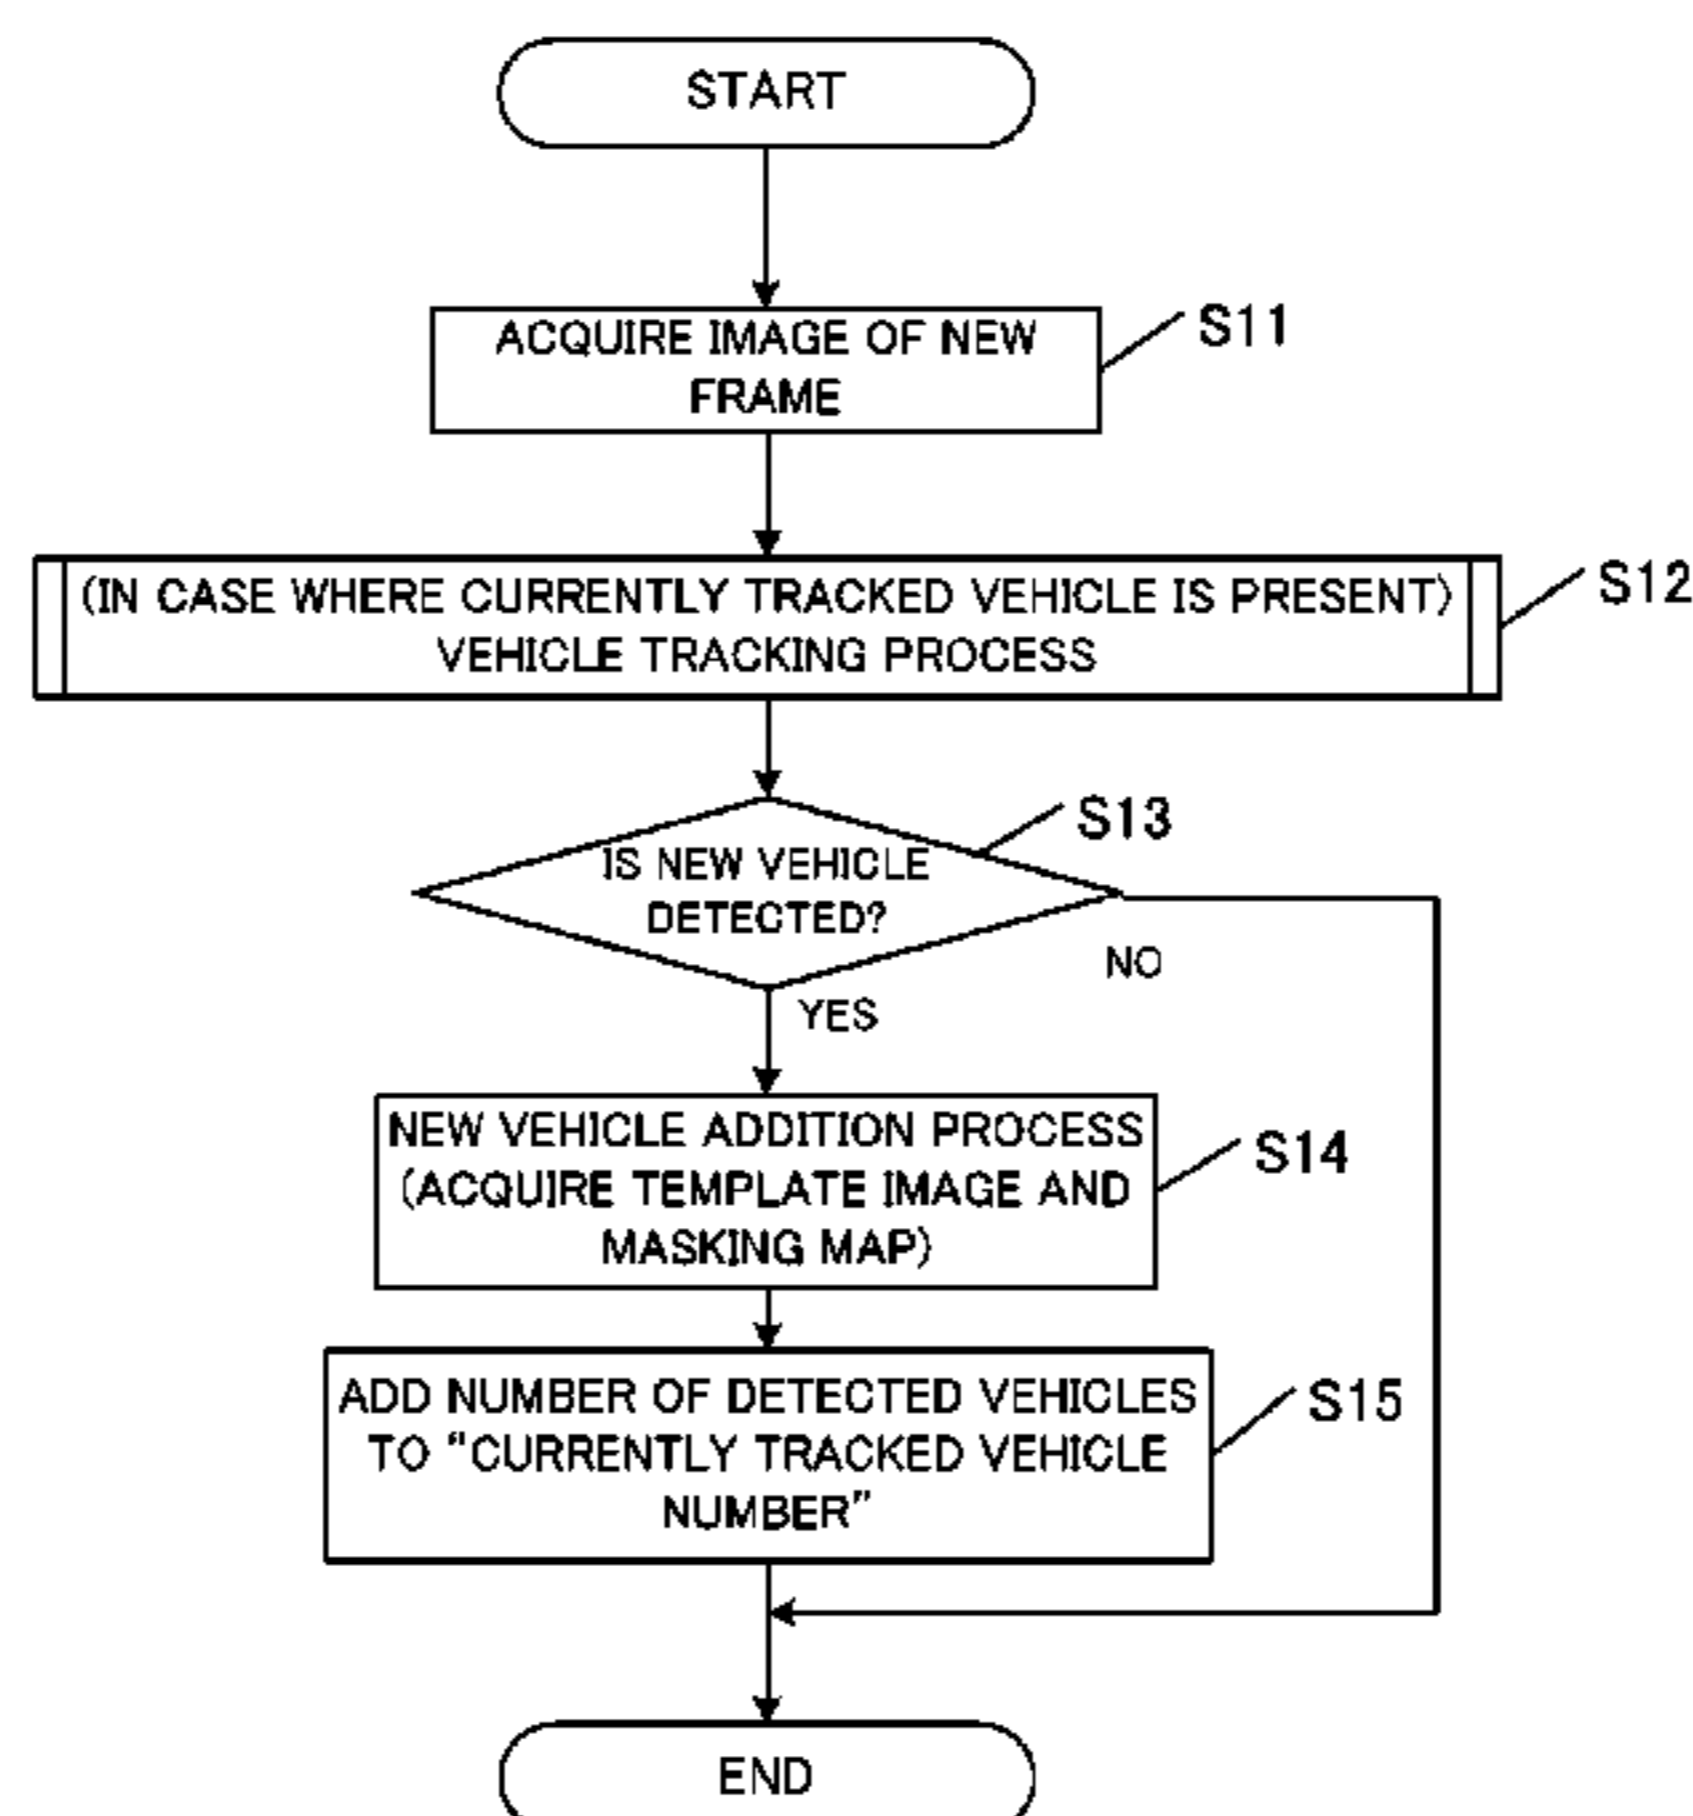 START
ACQUIRE IMAGE OF NEW
FRAME
S11
(IN CASE WHERE CURRENTLY TRACKED VEHICLE IS PRESENT)
VEHICLE TRACKING PROCESS
S12
IS NEW VEHICLE
DETECTED?
S13
NO
YES
NEW VEHICLE ADDITION PROCESS
(ACQUIRE TEMPLATE IMAGE AND
MASKING MAP)
S14
ADD NUMBER OF DETECTED VEHICLES
TO “CURRENTLY TRACKED VEHICLE
NUMBER”
S15
END